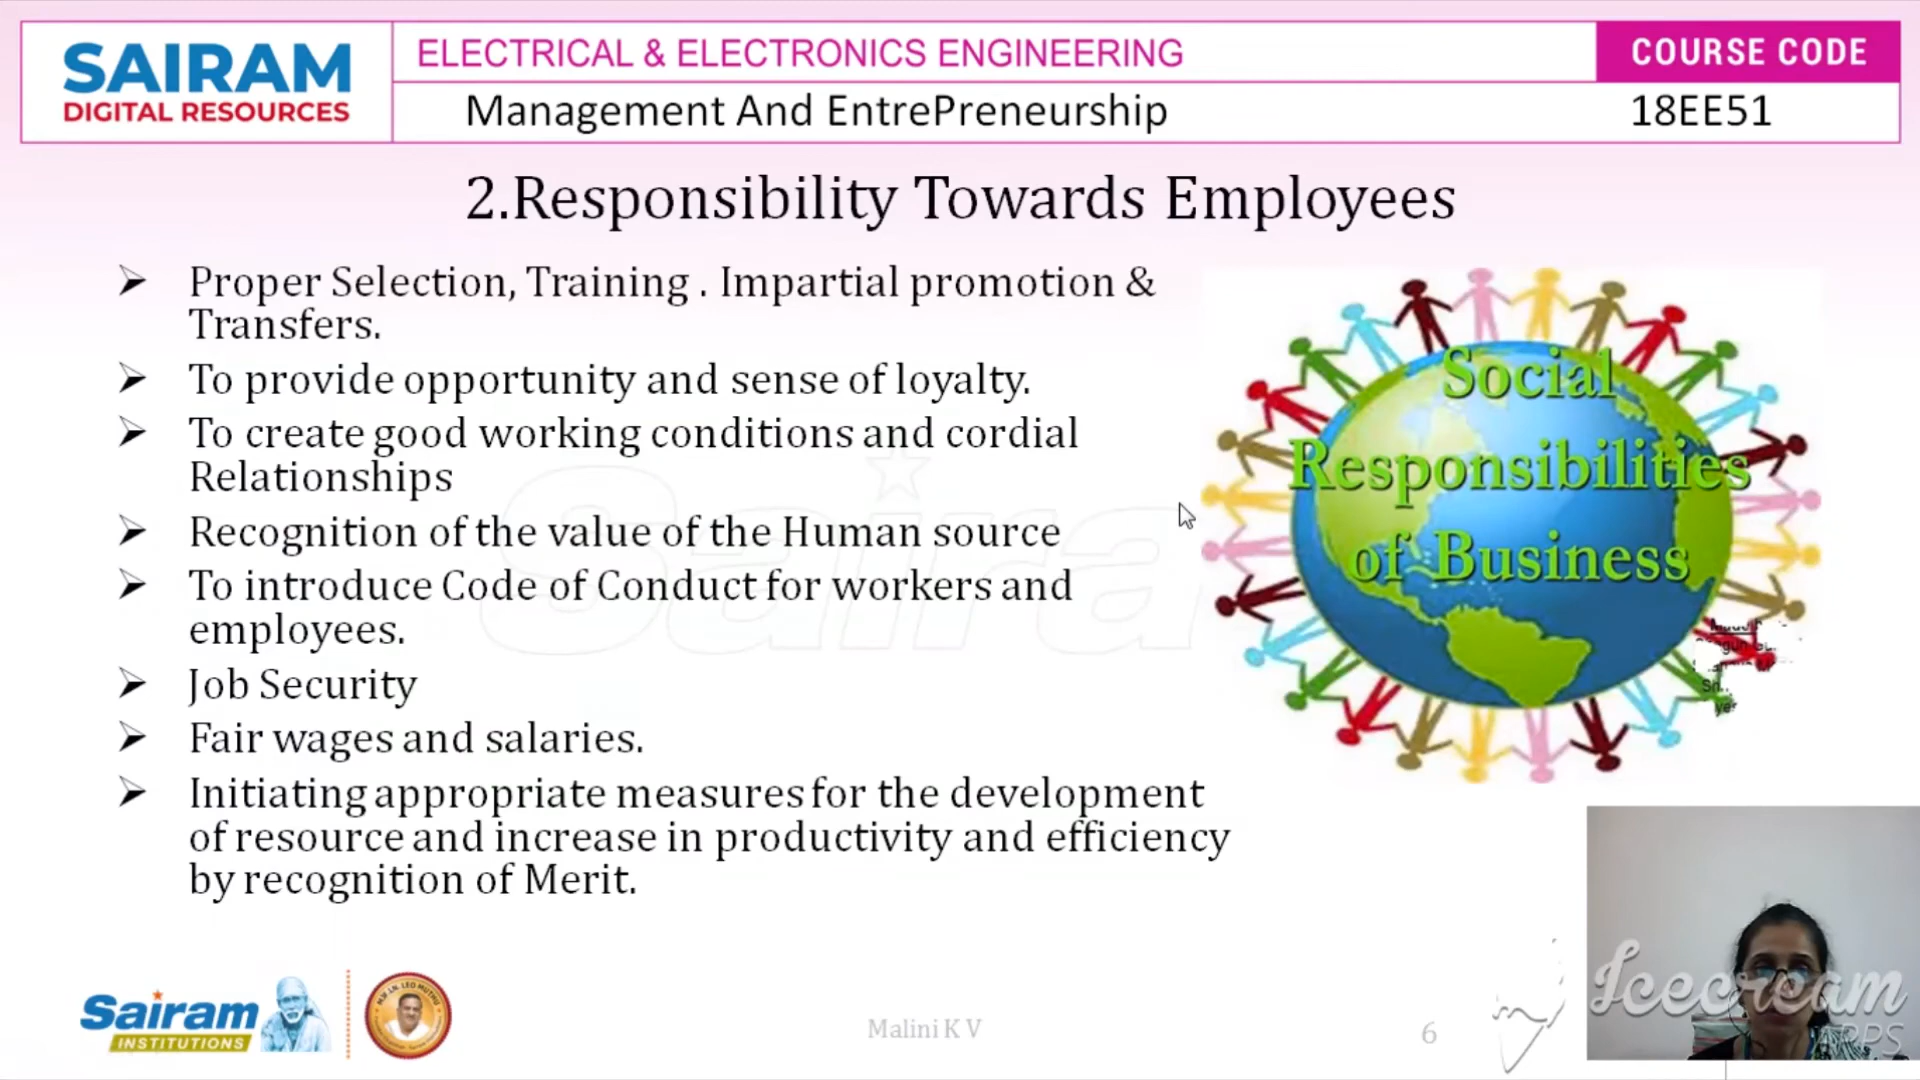 SAIRAM
DIGITAL RESOURCES
ELECTRICAL & ELECTRONICS ENGINEERING
COURSE CODE
Management And EntrePreneurship
18EE51
2.Responsibility Towards Employees
Proper Selection, Training . Impartial promotion &
Transfers.
To provide opportunity and sense of loyalty.
To create good working conditions and cordial
Relationships
Recognition of the value of the Human source
To introduce Code of Conduct for workers and
employees.
Job Security
Fair wages and salaries.
Initiating appropriate measures for the development
of resource and increase in productivity and efficiency
by recognition of Merit.
Social
Responsibilities
of Business
Sairam
INSTITUTIONS
Malini K V
6
Icecream
APPS